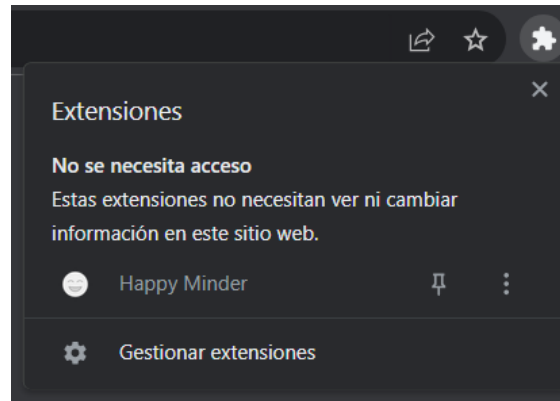 Extensiones
No se necesita acceso
Estas extensiones no necesitan ver ni cambiar
información en este sitio web.
Happy Minder
Gestionar extensiones